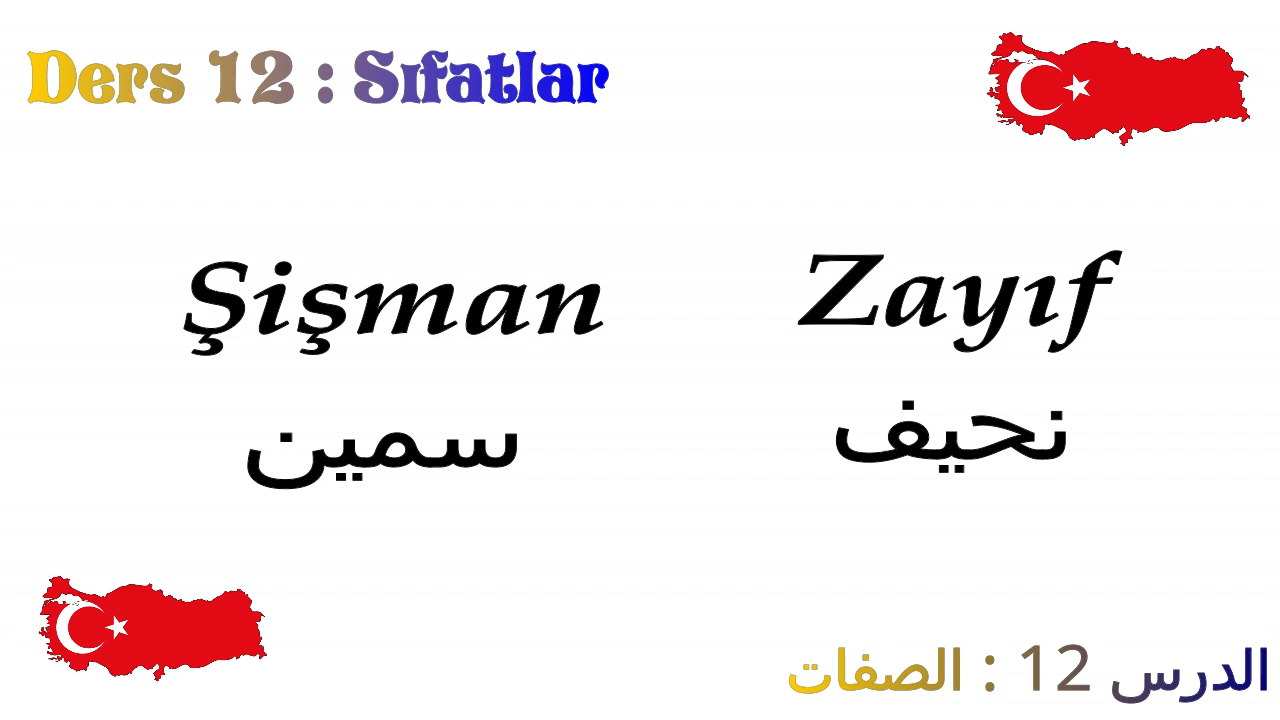 Ders 12 : Sıfatlar
Şişman
سمين
Zayıf
نحيف
الدرس 12 : الصفات